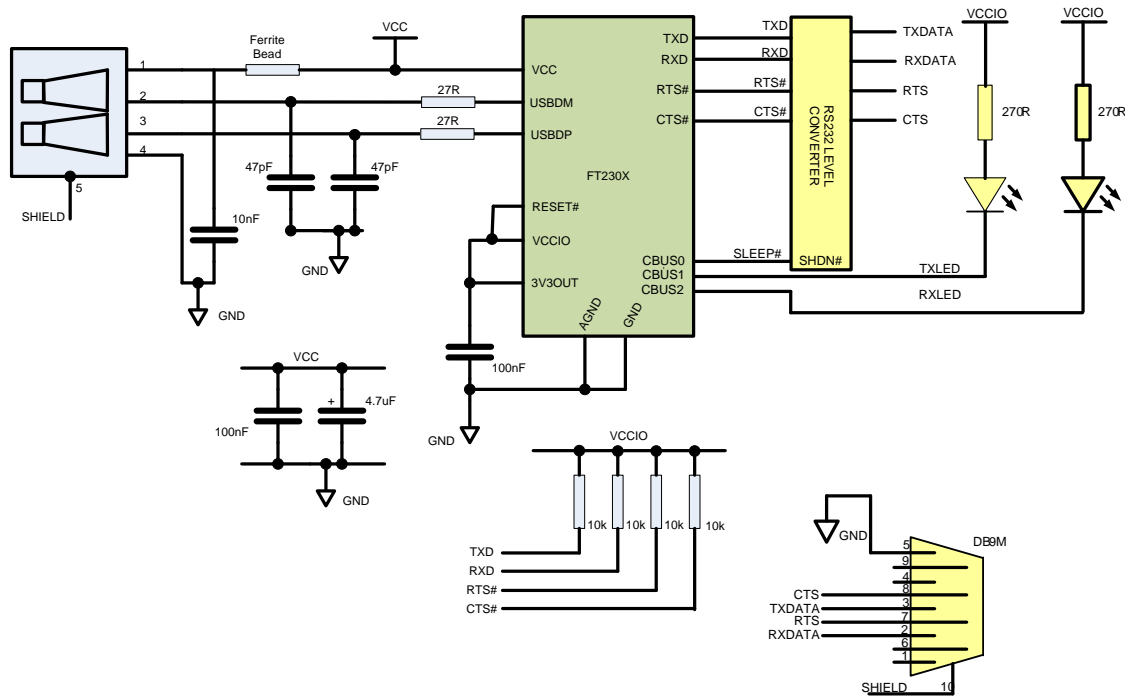 VCC
Ferrite
Bead
1
2
3
4
5
SHIELD
27R
27R
47pF
47pF
10nF
GND
GND
VCC
USBDM
USBDP
RESET#
VCCIO
3V3OUT
FT230X
TXD
RXD
RTS#
CTS#
CBUS0
CBUS1
CBUS2
AGND
GND
100nF
GND
TXD
RXD
RTS#
CTS#
SLEEP#
RS232 LEVEL
CONVERTER
SHDN#
TXDATA
RXDATA
RTS
CTS
TXLED
RXLED
VCCIO
270R
VCCIO
270R
VCC
100nF
+
4.7uF
GND
VCCIO
10k
10k
10k
10k
TXD
RXD
RTS#
CTS#
GND
DB9M
5
9
4
8
3
7
2
6
1
10
CTS
TXDATA
RTS
RXDATA
SHIELD